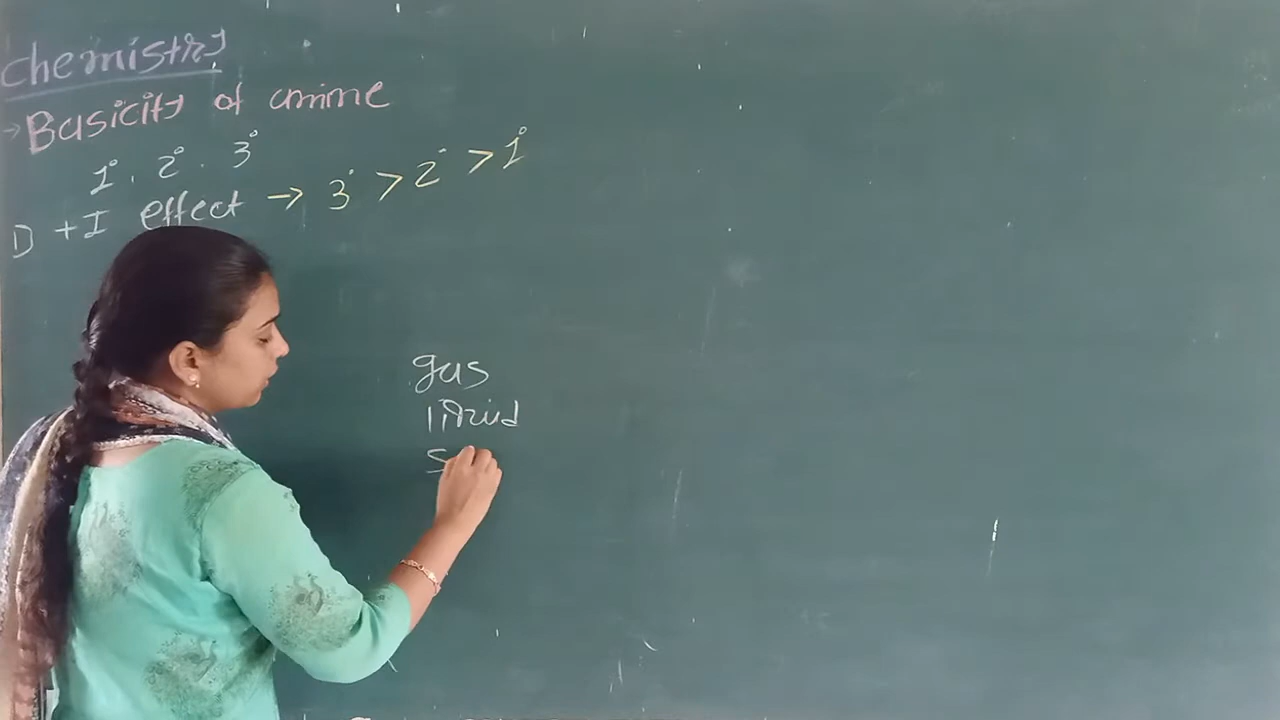 Chemistry
→ Basicity of amine
1°, 2°. 3°
D +I effect → 3° > 2° > 1°
gas
liquid
S